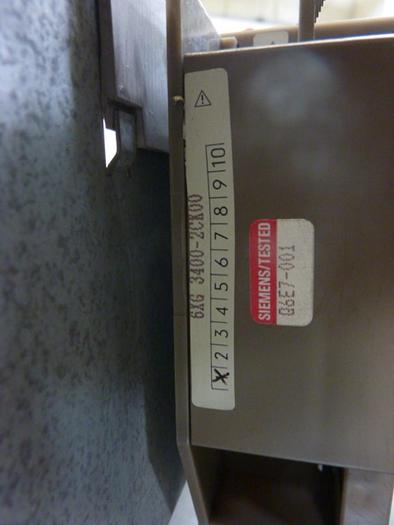 6XG 3400-2CK00
X 2 3 4 5 6 7 8 9 10
SIEMENS/TESTED
Q6E7-001